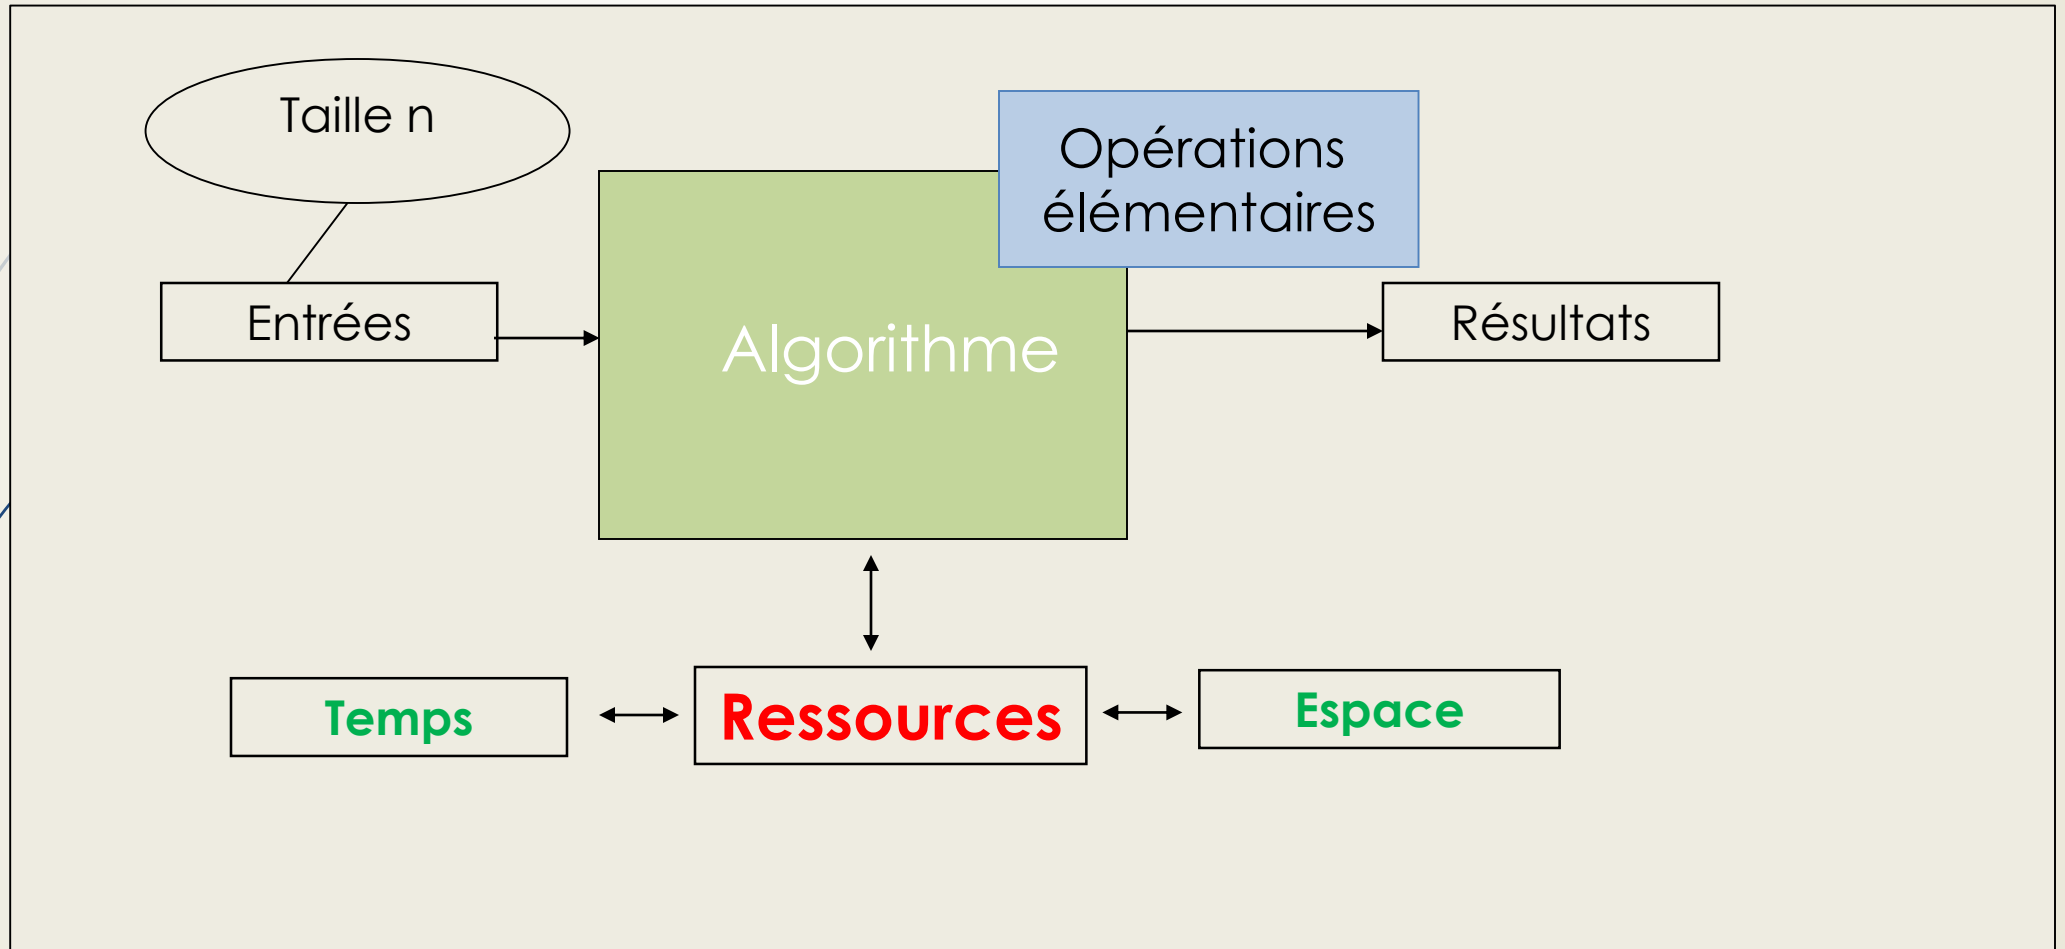 Taille n
Opérations
élémentaires
Entrées
Algorithme
Résultats
Temps
Ressources
Espace